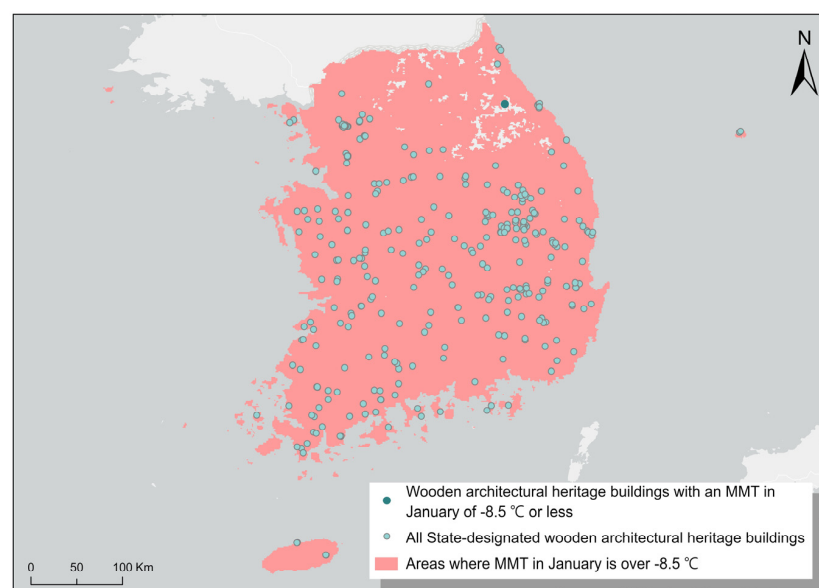 N
Wooden architectural heritage buildings with an MMT in
January of -8.5 ℃ or less
All State-designated wooden architectural heritage buildings
Areas where MMT in January is over -8.5 ℃
0 25 50 100 Km